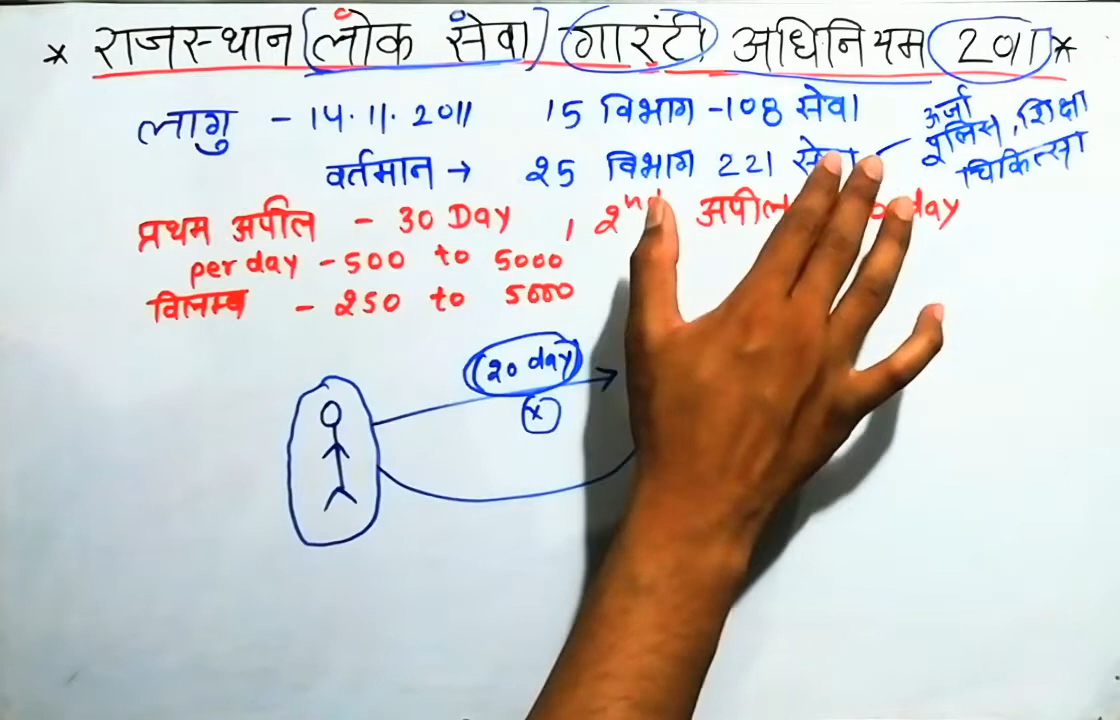 * राजस्थान (लोक सेवा) गारंटी अधिनियम 2011 *
लागु - 14.11.2011 15 विभाग -108 सेवा
वर्तमान → 25 विभाग 221 सेवा ऊर्जा
पुलिस, शिक्षा
चिकित्सा
प्रथम अपील - 30 Day , 2nd अपील day
per day - 500 to 5000
विलम्ब - 250 to 5000
(20 day)
x